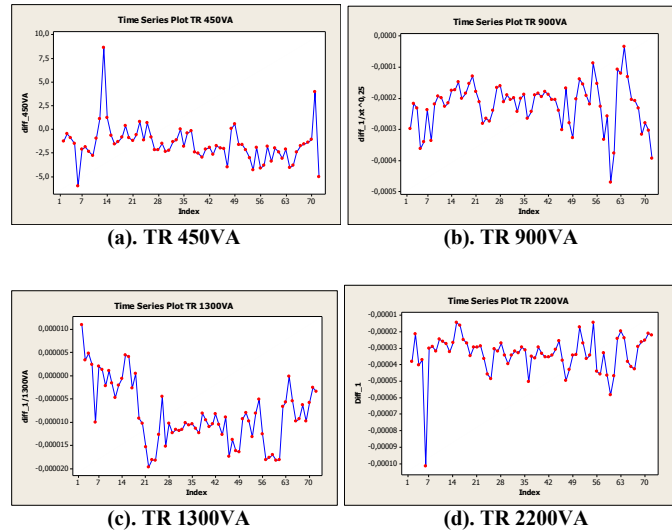 Time Series Plot TR 450VA
diff_450VA
10,0
7,5
5,0
2,5
-0,0
-2,5
-5,0
1 7 14 21 28 35 42 49 56 63 70
Index
(a). TR 450VA
Time Series Plot TR 900VA
diff_1/st ^0,25
0,0000
-0,0001
-0,0002
-0,0003
-0,0004
-0,0005
1 7 14 21 28 35 42 49 56 63 70
Index
(b). TR 900VA
Time Series Plot TR 1300VA
diff_1/1300VA
0,000010
0,000005
0,000000
-0,000005
-0,000010
-0,000015
-0,000020
1 7 14 21 28 35 42 49 56 63 70
Index
(c). TR 1300VA
Time Series Plot TR 2200VA
Diff_1
-0,00001
-0,00002
-0,00003
-0,00004
-0,00005
-0,00006
-0,00007
-0,00008
-0,00009
-0,00010
1 7 14 21 28 35 42 49 56 63 70
Index
(d). TR 2200VA